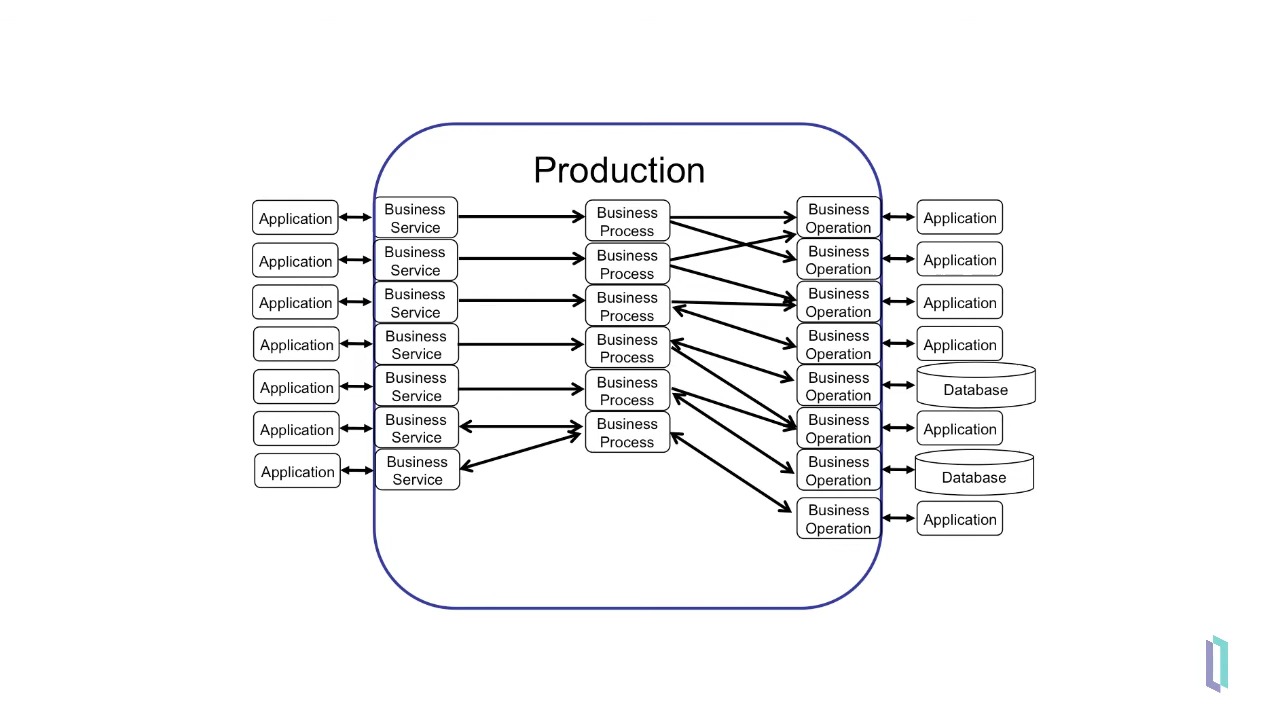 Production
Application
Business
Service
Business
Process
Business
Operation
Application
Application
Business
Service
Business
Process
Business
Operation
Application
Application
Business
Service
Business
Process
Business
Operation
Application
Application
Business
Service
Business
Process
Business
Operation
Application
Application
Business
Service
Business
Process
Business
Operation
Database
Application
Business
Service
Business
Process
Business
Operation
Application
Application
Business
Service
Business
Operation
Database
Business
Operation
Application